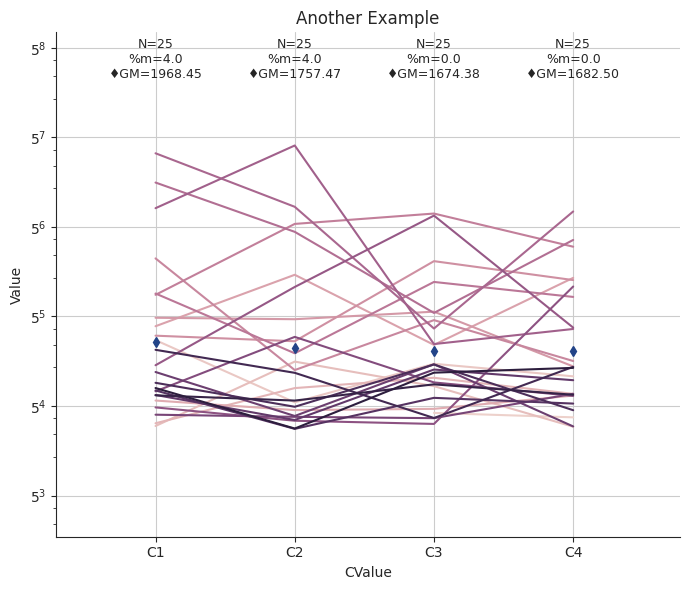 Another Example
N=25 N=25 N=25 N=25
%m=4.0 %m=4.0 %m=0.0 %m=0.0
♦GM=1968.45 ♦GM=1757.47 ♦GM=1674.38 ♦GM=1682.50
5⁸
5⁷
5⁶
5⁵
5⁴
5³
Value
C1 C2 C3 C4
CValue